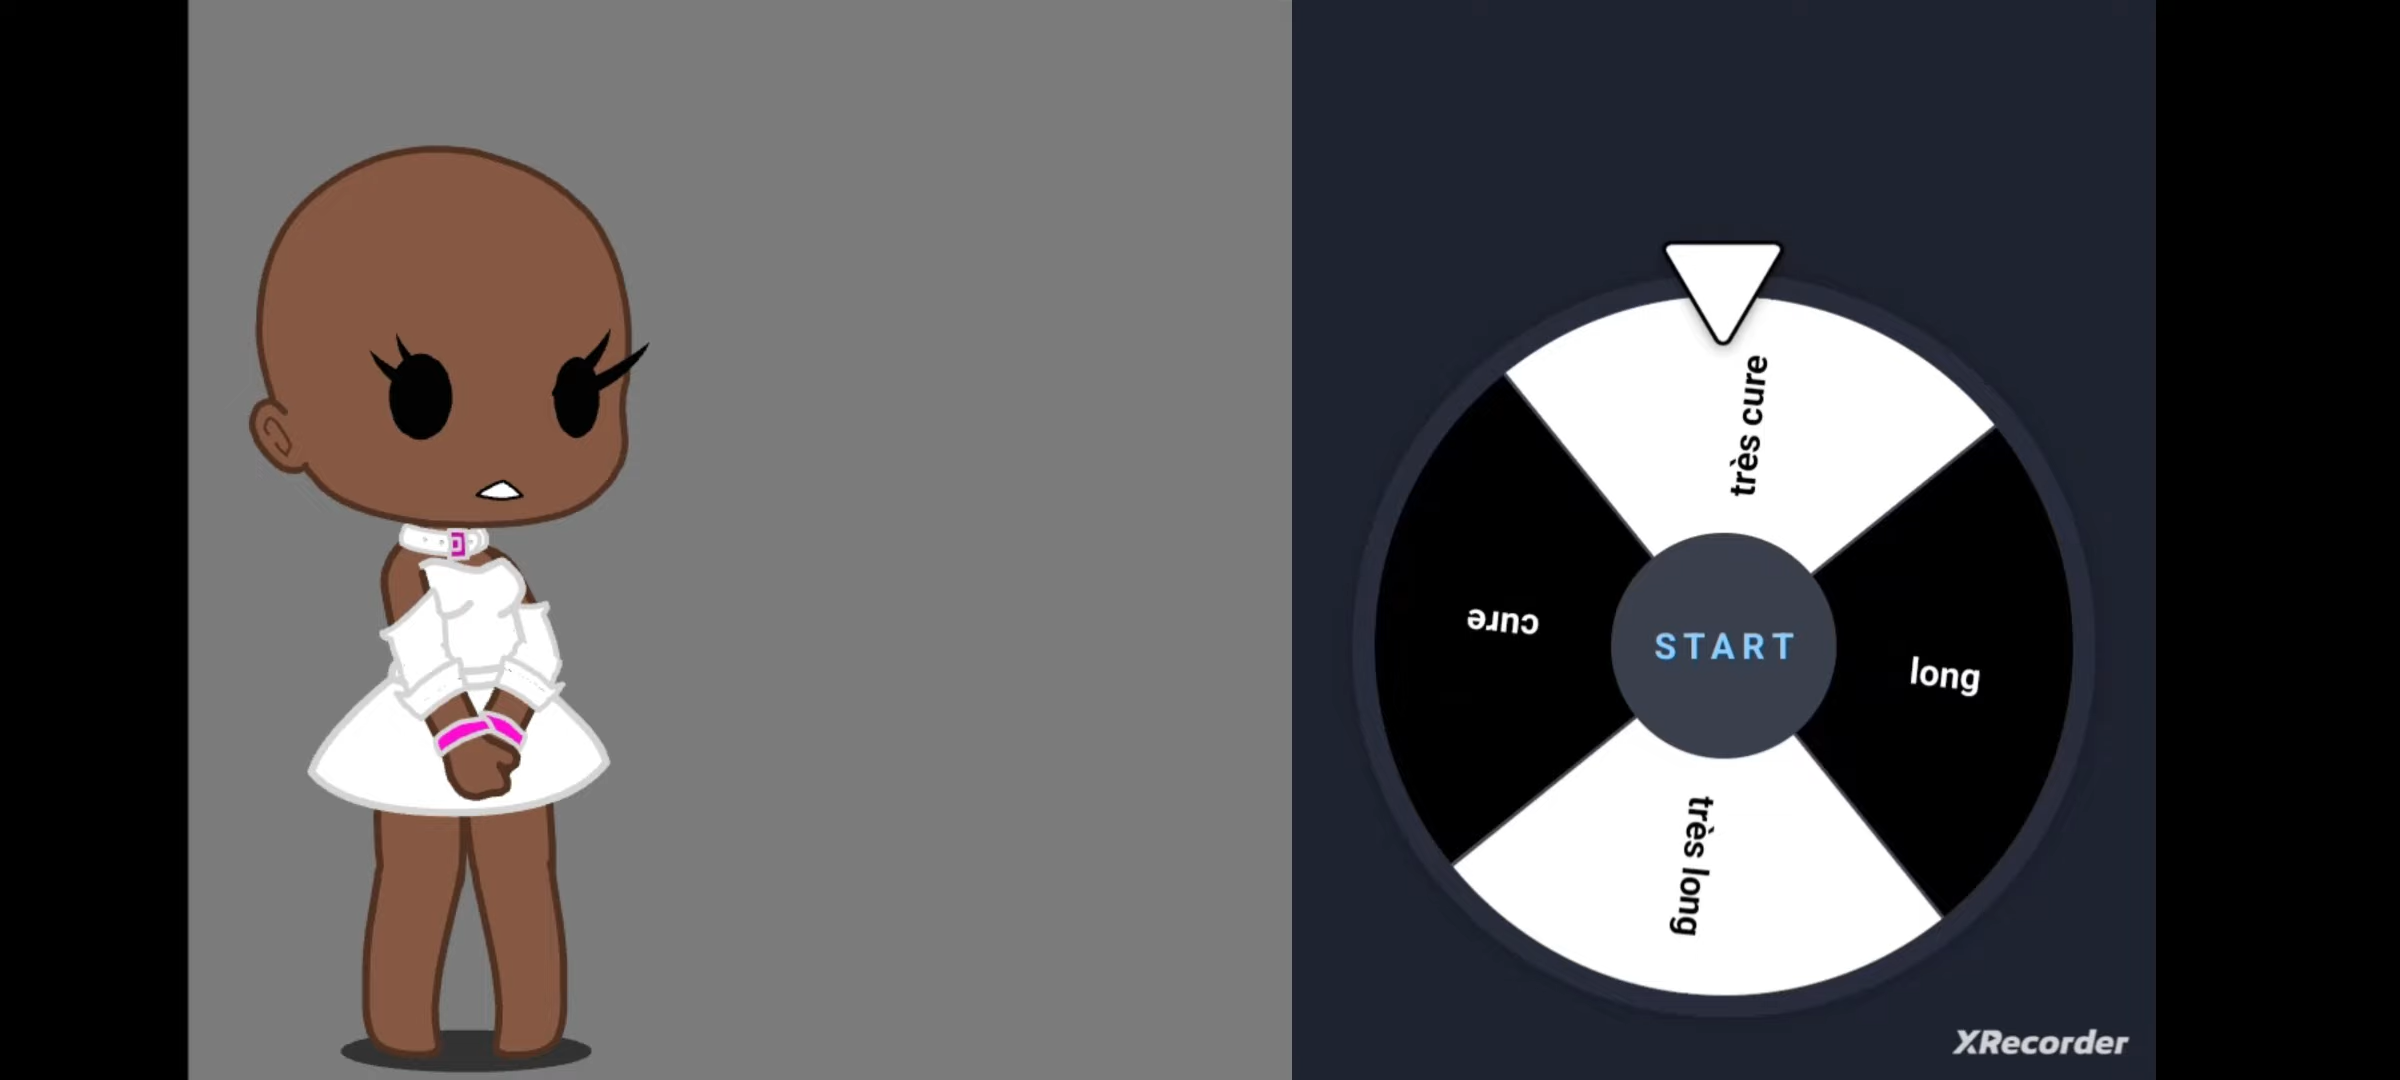 très cure
cure
START
long
très long
XRecorder